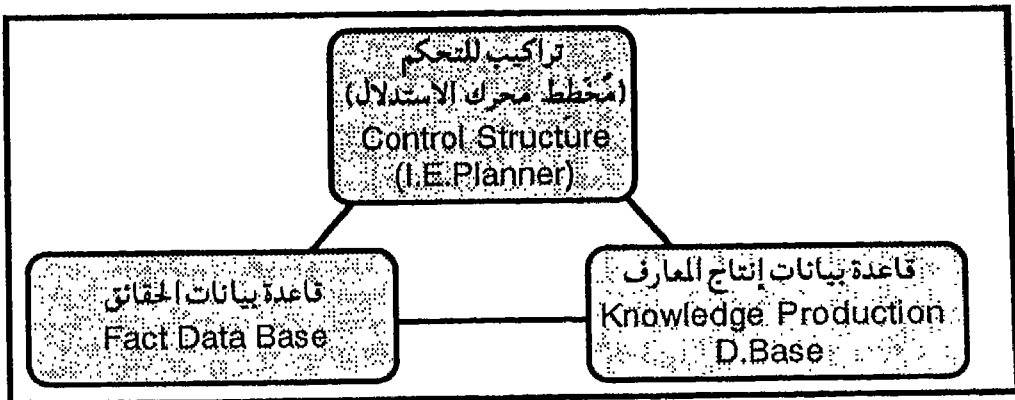 تراكيب للتحكم
(مُخَطِط محرك الاستدلال)
Control Structure
(I.E.Planner)
قاعدة بيانات إنتاج المعارف
Knowledge Production
D.Base
قاعدة بيانات الحقائق
Fact Data Base